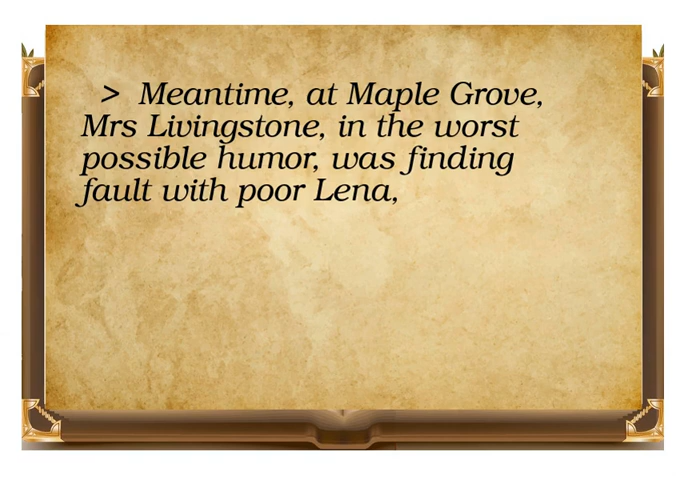 > Meantime, at Maple Grove,
Mrs Livingstone, in the worst
possible humor, was finding
fault with poor Lena,